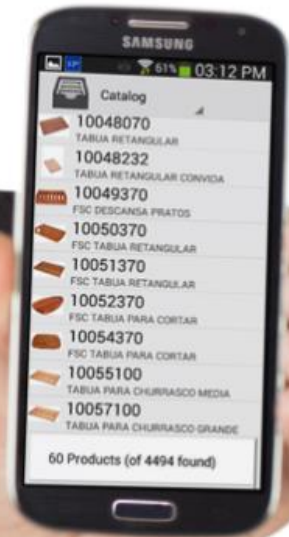 SAMSUNG
61% 03:12 PM
Catalog
10048070
TABUA RETANGULAR
10048232
TABUA RETANGULAR CONVIDA
10049370
FSC DESCANSA PRATOS
10050370
FSC TABUA RETANGULAR
10051370
FSC TABUA RETANGULAR
10052370
FSC TABUA PARA CORTAR
10054370
FSC TABUA PARA CORTAR
10055100
TABUA PARA CHURRASCO MEDIA
10057100
TABUA PARA CHURRASCO GRANDE
60 Products (of 4494 found)